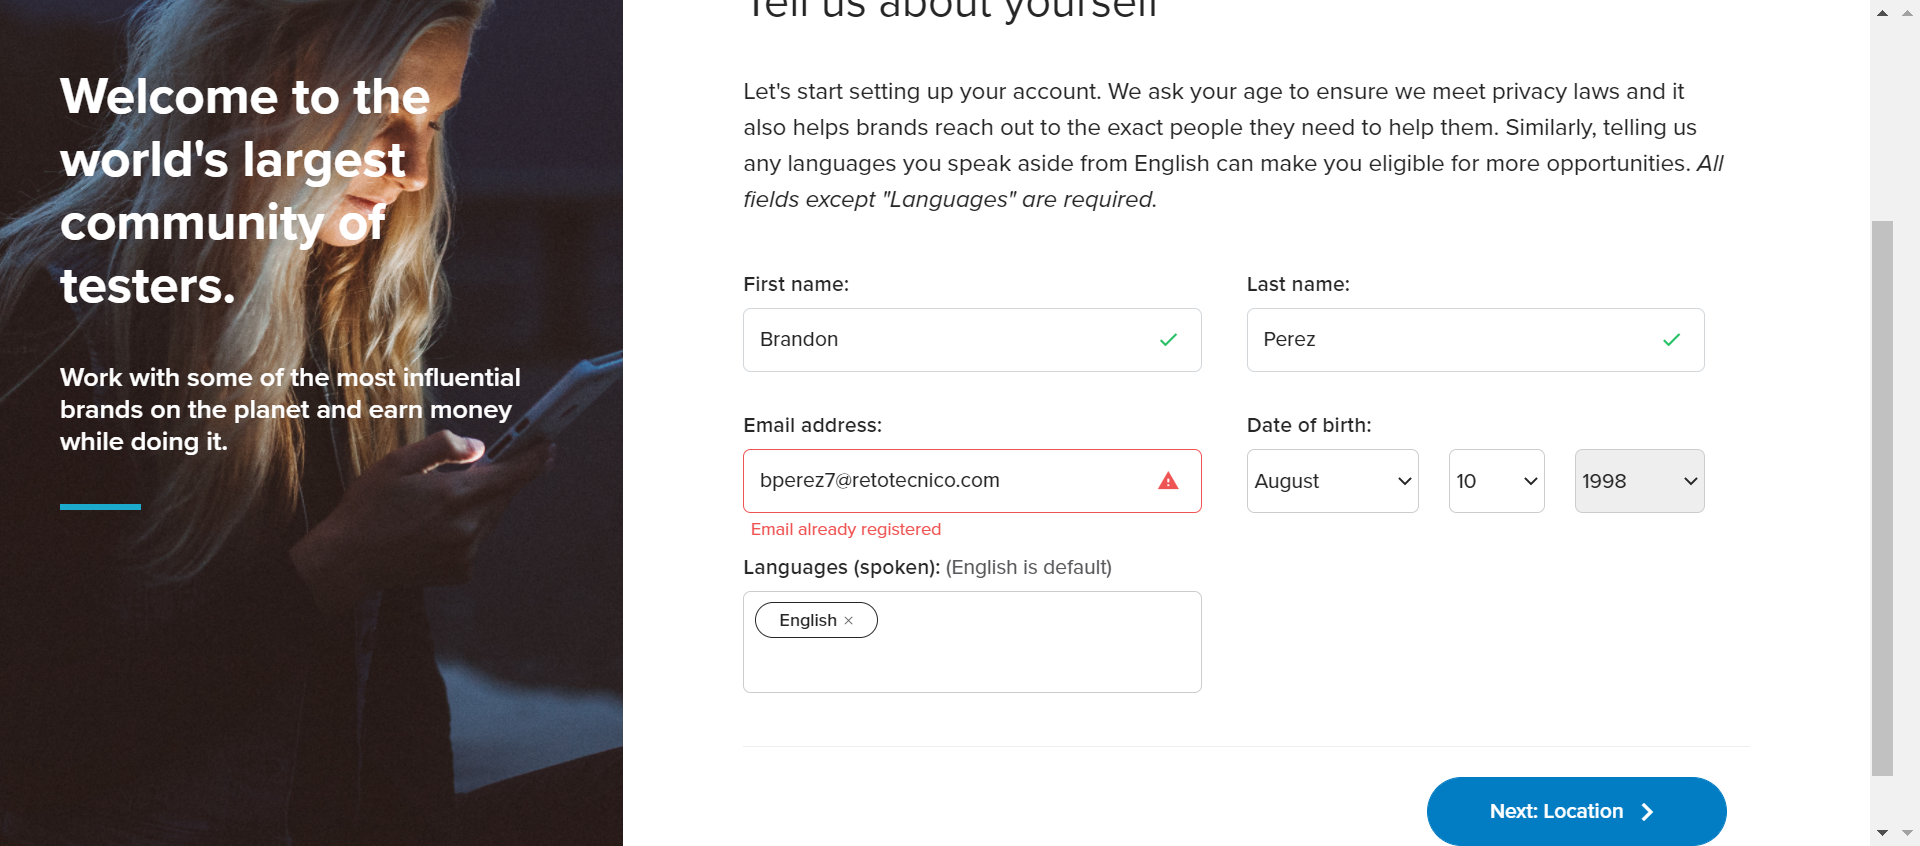 Welcome to the
world's largest
community of
testers.
Work with some of the most influential
brands on the planet and earn money
while doing it.
Tell us about yourself
Let's start setting up your account. We ask your age to ensure we meet privacy laws and it
also helps brands reach out to the exact people they need to help them. Similarly, telling us
any languages you speak aside from English can make you eligible for more opportunities. All
fields except "Languages" are required.
First name:
Last name:
Brandon
Perez
Email address:
Date of birth:
bperez7@retotecnico.com
August
10
1998
Email already registered
Languages (spoken): (English is default)
English ×
Next: Location